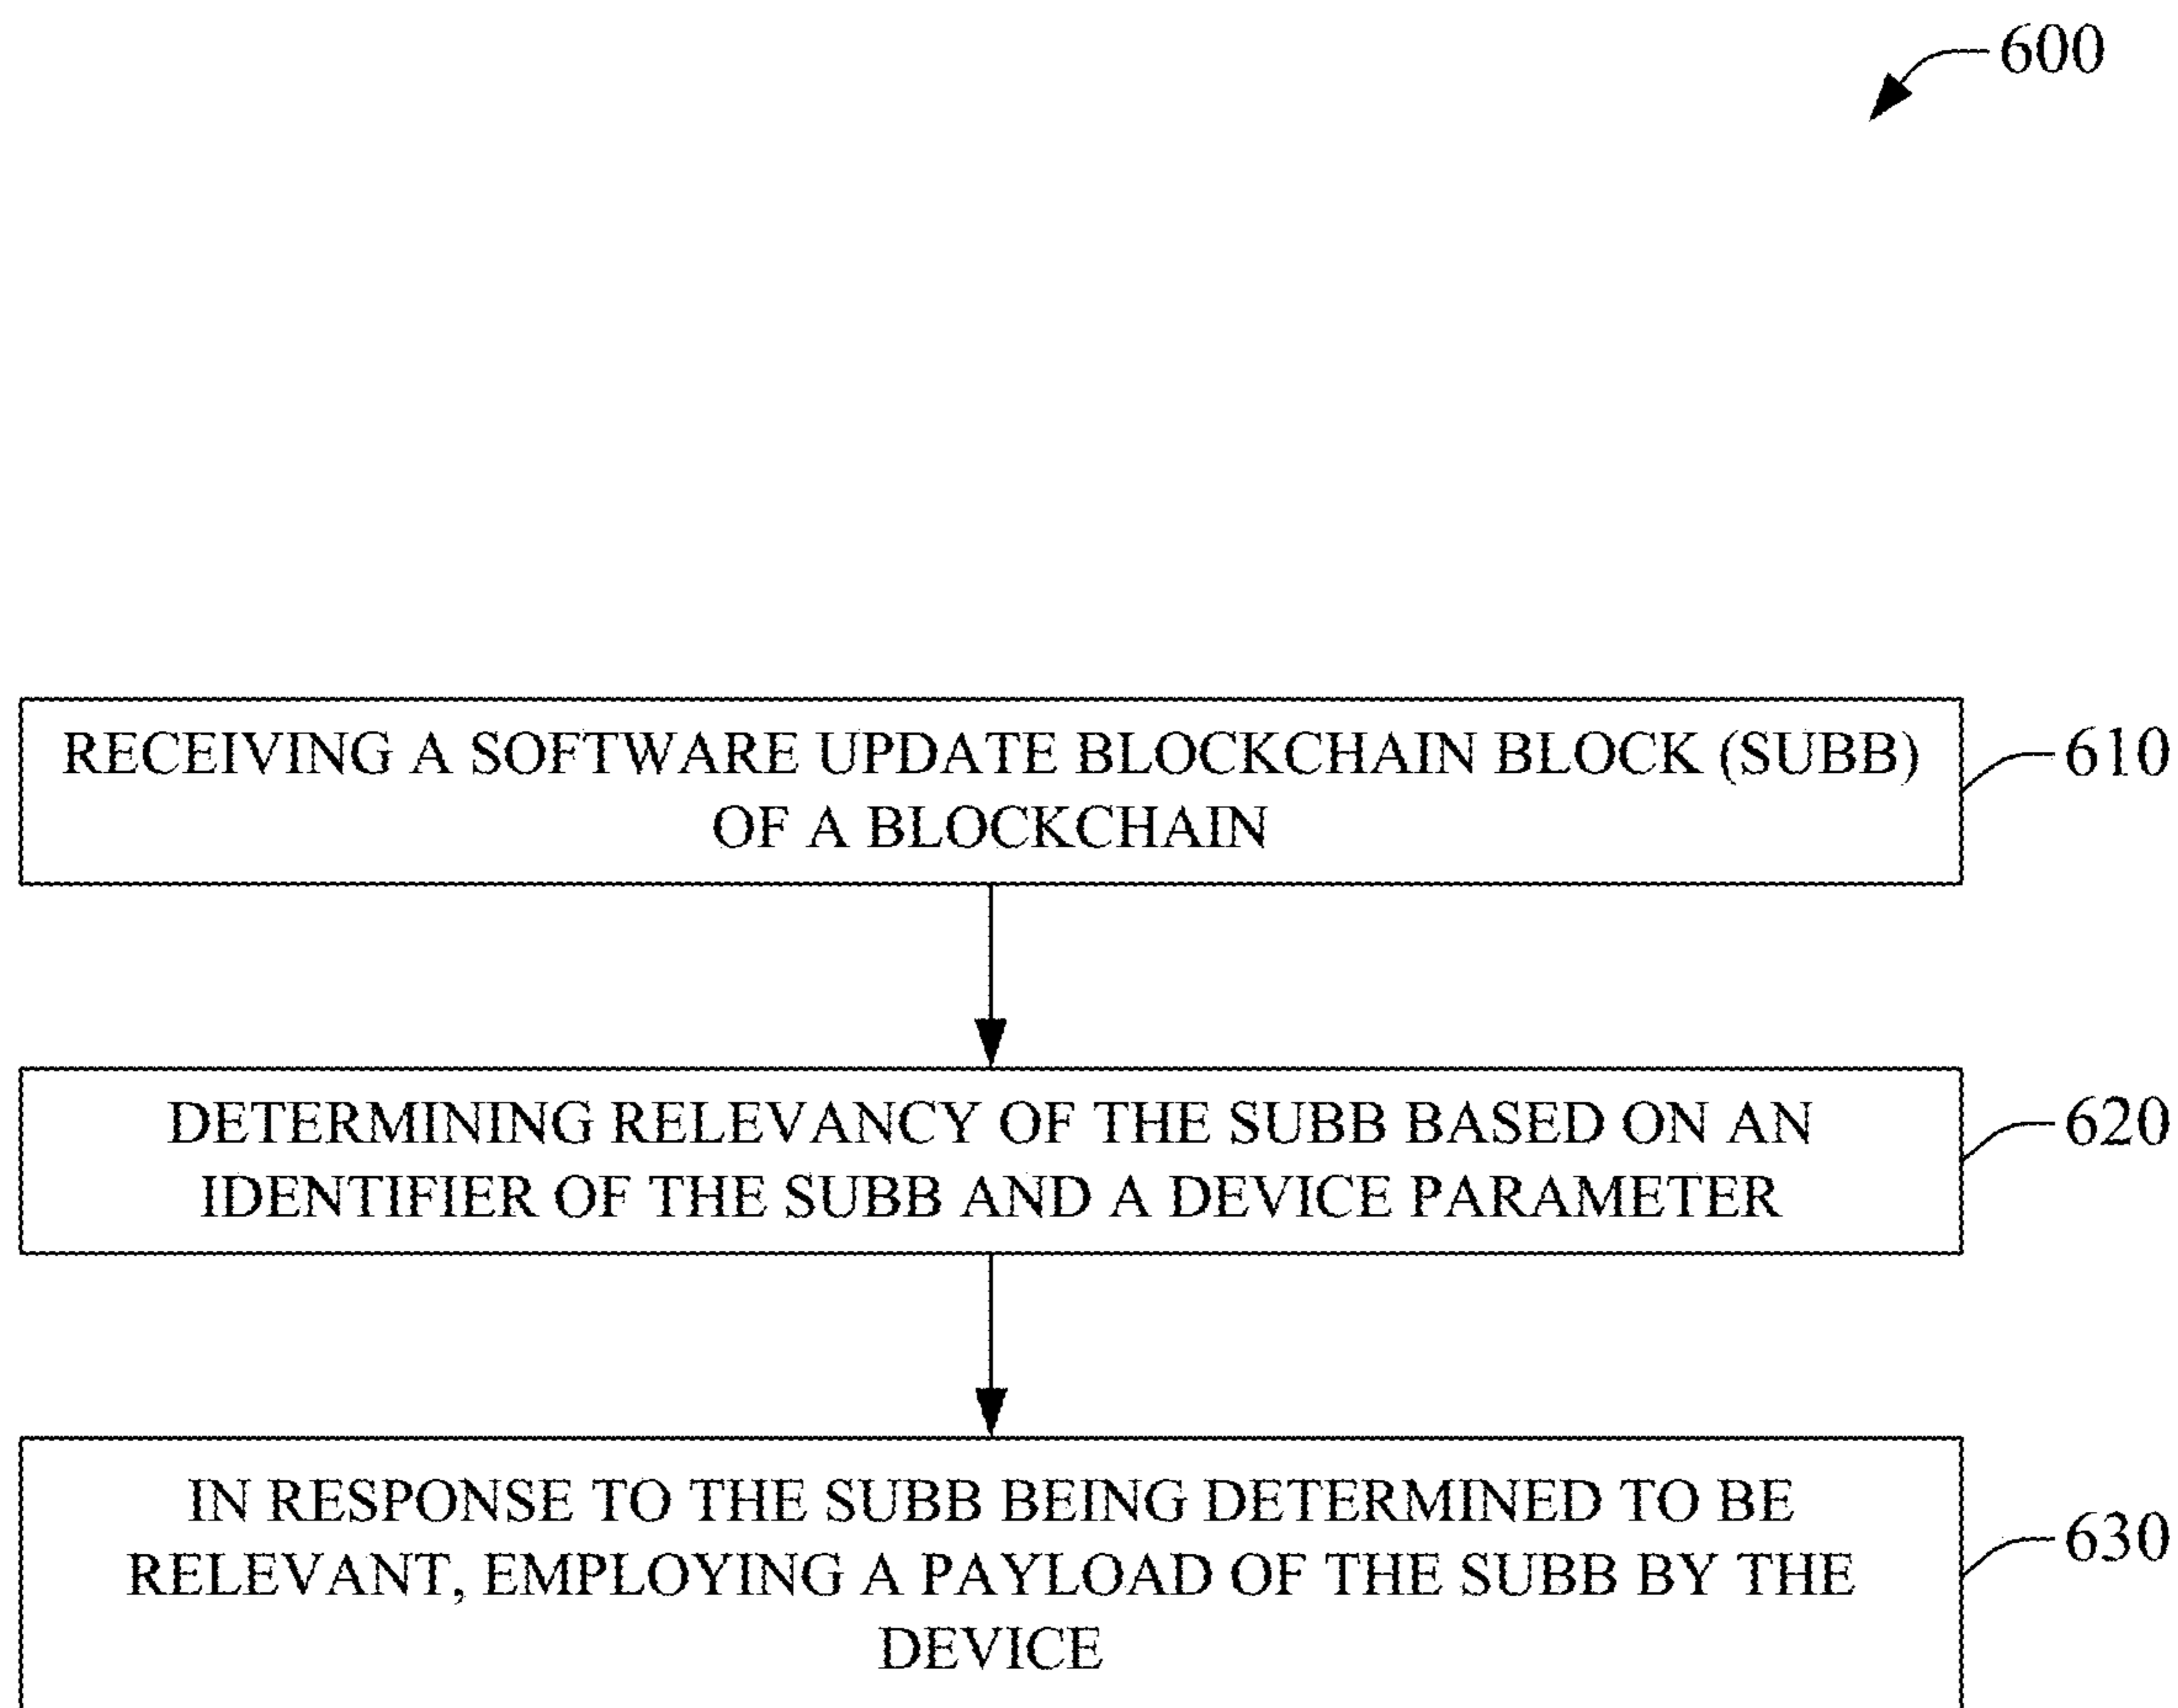 600
RECEIVING A SOFTWARE UPDATE BLOCKCHAIN BLOCK (SUBB)
OF A BLOCKCHAIN
610
DETERMINING RELEVANCY OF THE SUBB BASED ON AN
IDENTIFIER OF THE SUBB AND A DEVICE PARAMETER
620
IN RESPONSE TO THE SUBB BEING DETERMINED TO BE
RELEVANT, EMPLOYING A PAYLOAD OF THE SUBB BY THE
DEVICE
630